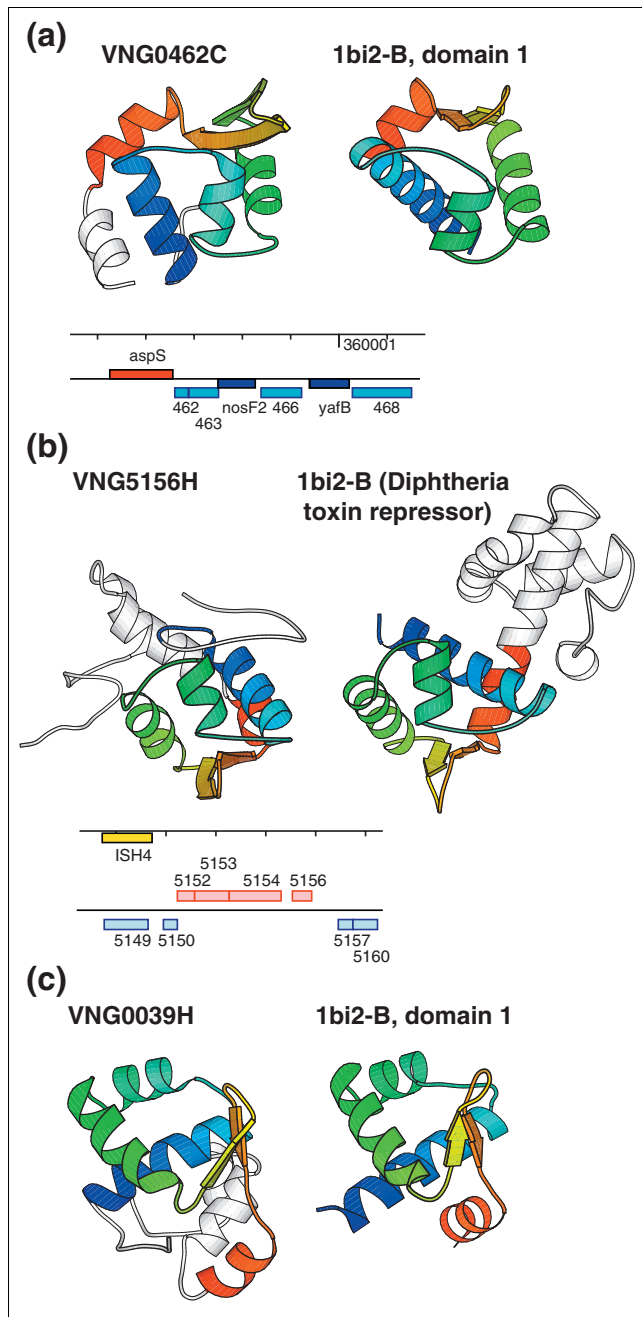 (a)
VNG0462C 1bi2-B, domain 1
360001
aspS
462 nosF2 466 yafB 468
463
(b)
VNG5156H 1bi2-B (Diphtheria
toxin repressor)
ISH4
5153
5152 5154 5156
5149 5150 5157
5160
(c)
VNG0039H 1bi2-B, domain 1